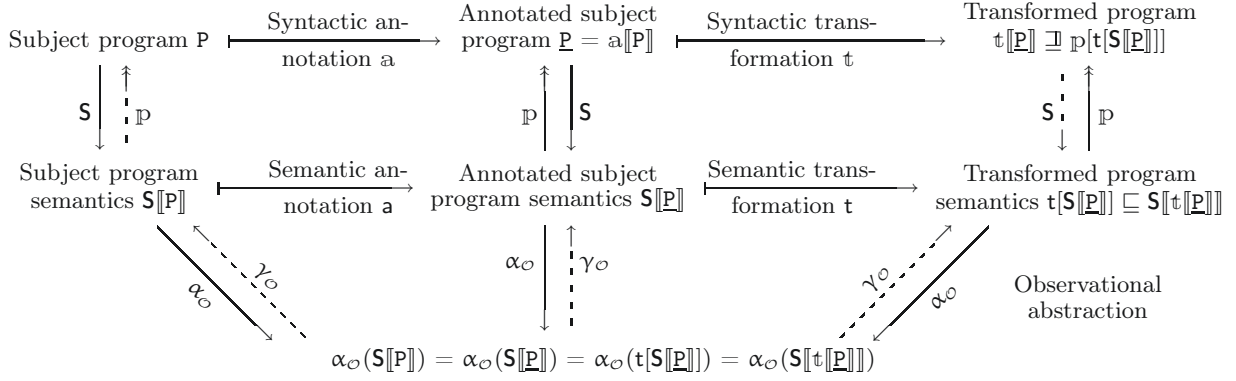 Subject program P
Syntactic an-
notation 𝕒
Annotated subject
program P̲ = 𝕒⟦P⟧
Syntactic trans-
formation 𝕥
Transformed program
𝕥⟦P̲⟧ ⊒ 𝕡[t[S⟦P̲⟧]]
S
𝕡
𝕡
S
S
𝕡
Subject program
semantics S⟦P⟧
Semantic an-
notation a
Annotated subject
program semantics S⟦P̲⟧
Semantic trans-
formation t
Transformed program
semantics t[S⟦P̲⟧] ⊑ S⟦𝕥⟦P̲⟧⟧
α𝒪
γ𝒪
α𝒪
γ𝒪
γ𝒪
α𝒪
Observational
abstraction
α𝒪(S⟦P⟧) = α𝒪(S⟦P̲⟧) = α𝒪(t[S⟦P̲⟧]) = α𝒪(S⟦𝕥⟦P̲⟧⟧)